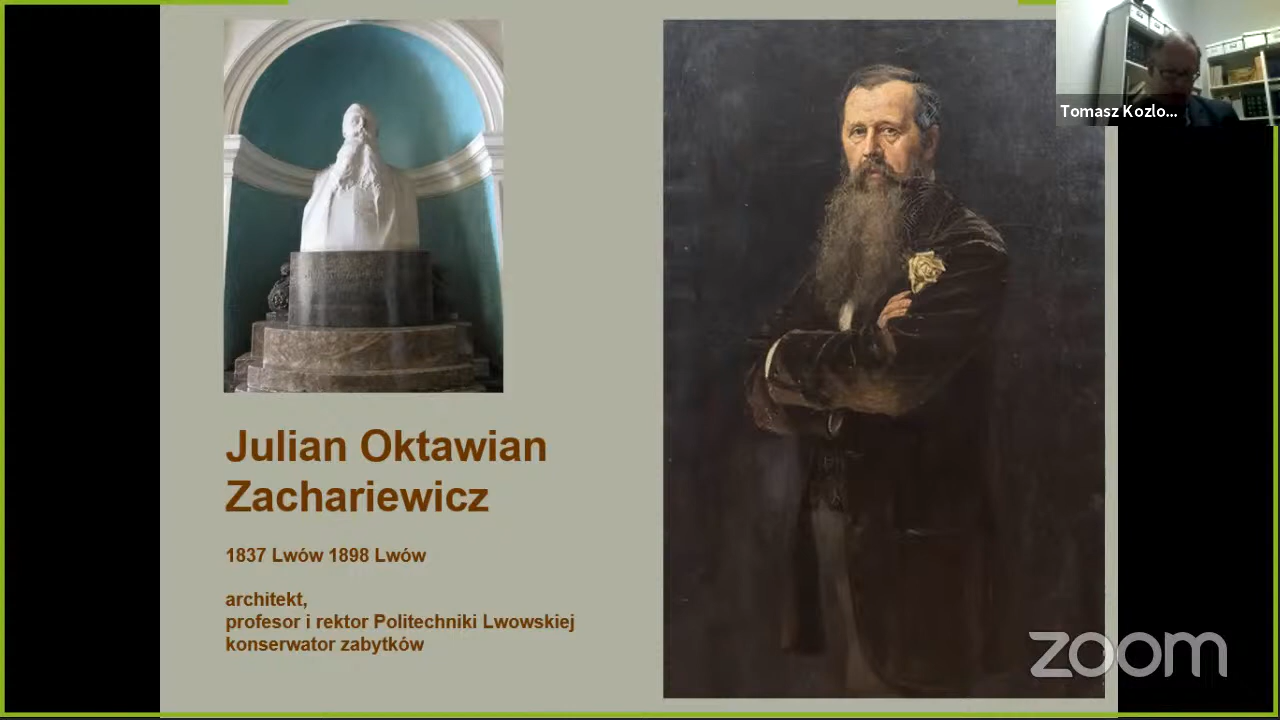 Tomasz Kozlo...
Julian Oktawian
Zachariewicz
1837 Lwów 1898 Lwów
architekt,
profesor i rektor Politechniki Lwowskiej
konserwator zabytków
zoom